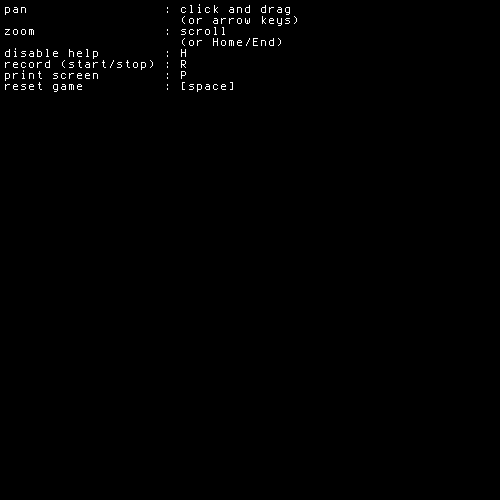 pan                 : click and drag
                      (or arrow keys)
zoom                : scroll
                      (or Home/End)
disable help        : H
record (start/stop) : R
print screen        : P
reset game          : [space]